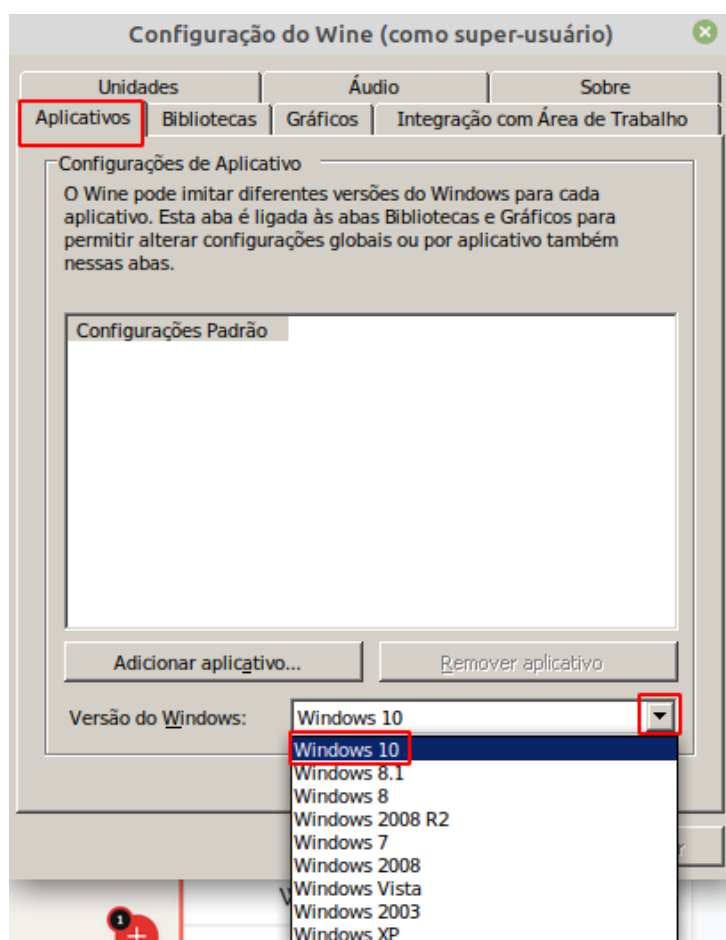 Configuração do Wine (como super-usuário)
Unidades Áudio Sobre
Aplicativos Bibliotecas Gráficos Integração com Área de Trabalho
Configurações de Aplicativo
O Wine pode imitar diferentes versões do Windows para cada
aplicativo. Esta aba é ligada às abas Bibliotecas e Gráficos para
permitir alterar configurações globais ou por aplicativo também
nessas abas.
Configurações Padrão
Adicionar aplicativo... Remover aplicativo
Versão do Windows: Windows 10
Windows 10
Windows 8.1
Windows 8
Windows 2008 R2
Windows 7
Windows 2008
Windows Vista
Windows 2003
Windows XP
1